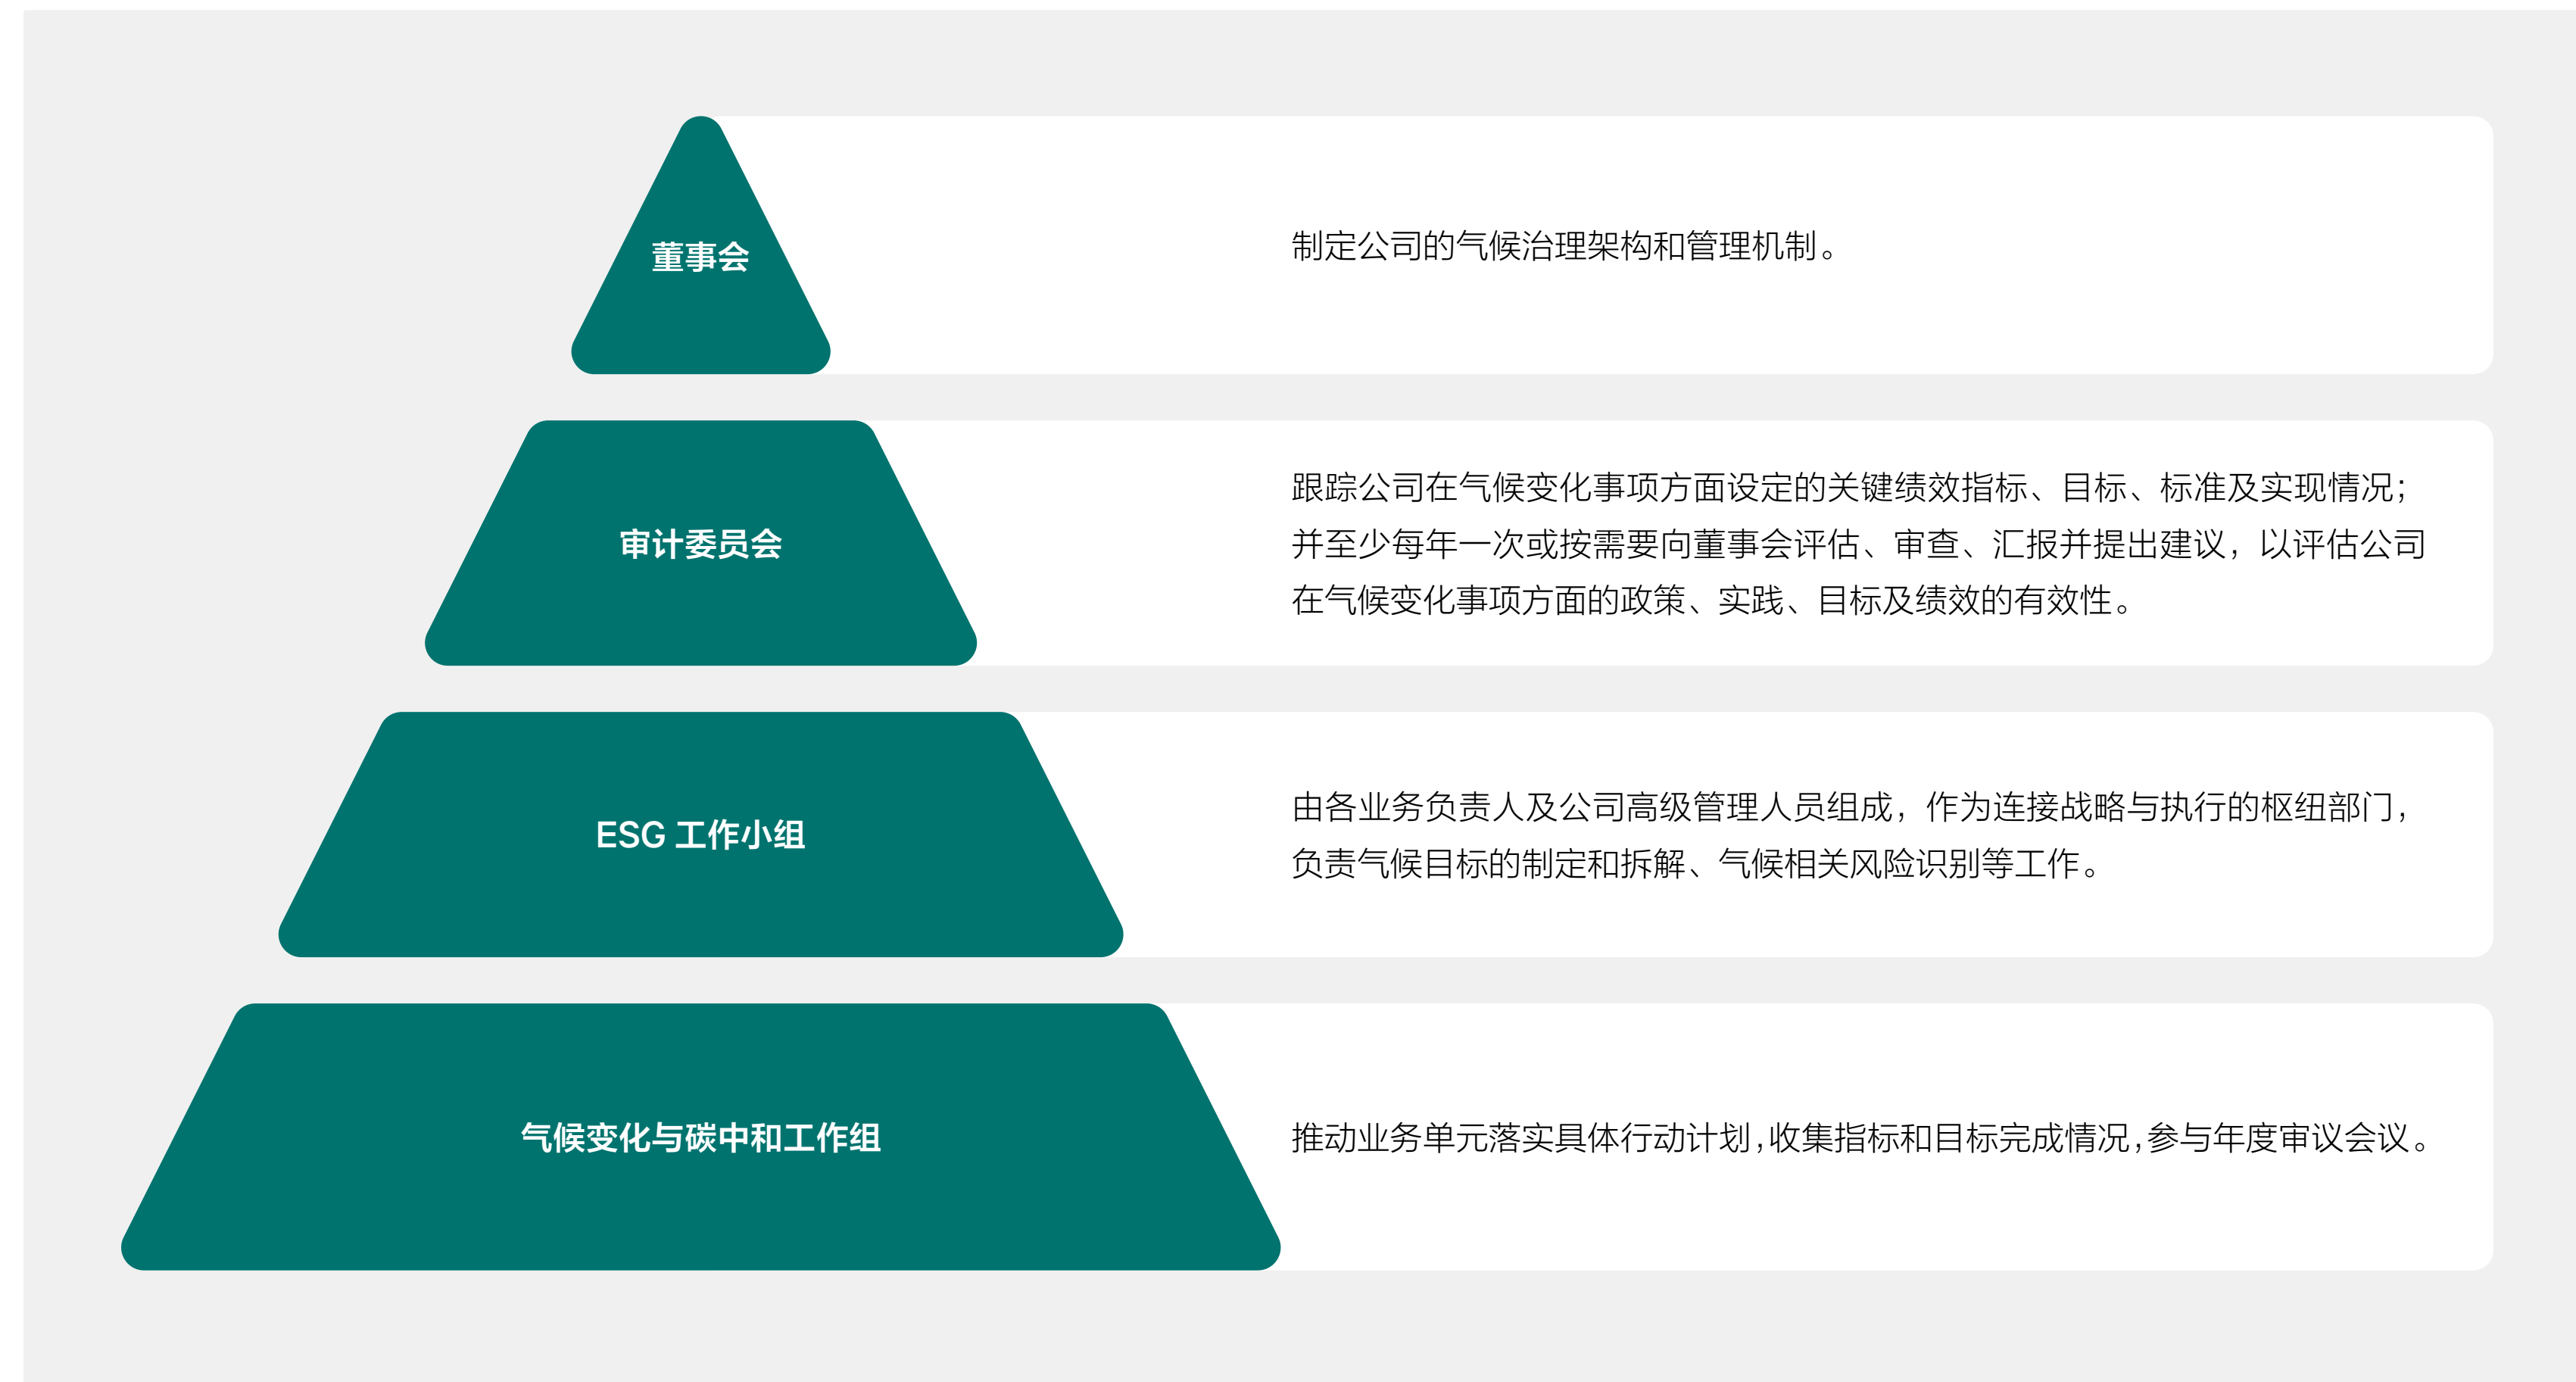 董事会
制定公司的气候治理架构和管理机制。
审计委员会
跟踪公司在气候变化事项方面设定的关键绩效指标、目标、标准及实现情况；
并至少每年一次或按需要向董事会评估、审查、汇报并提出建议，以评估公司
在气候变化事项方面的政策、实践、目标及绩效的有效性。
ESG 工作小组
由各业务负责人及公司高级管理人员组成，作为连接战略与执行的枢纽部门，
负责气候目标的制定和拆解、气候相关风险识别等工作。
气候变化与碳中和工作组
推动业务单元落实具体行动计划，收集指标和目标完成情况，参与年度审议会议。